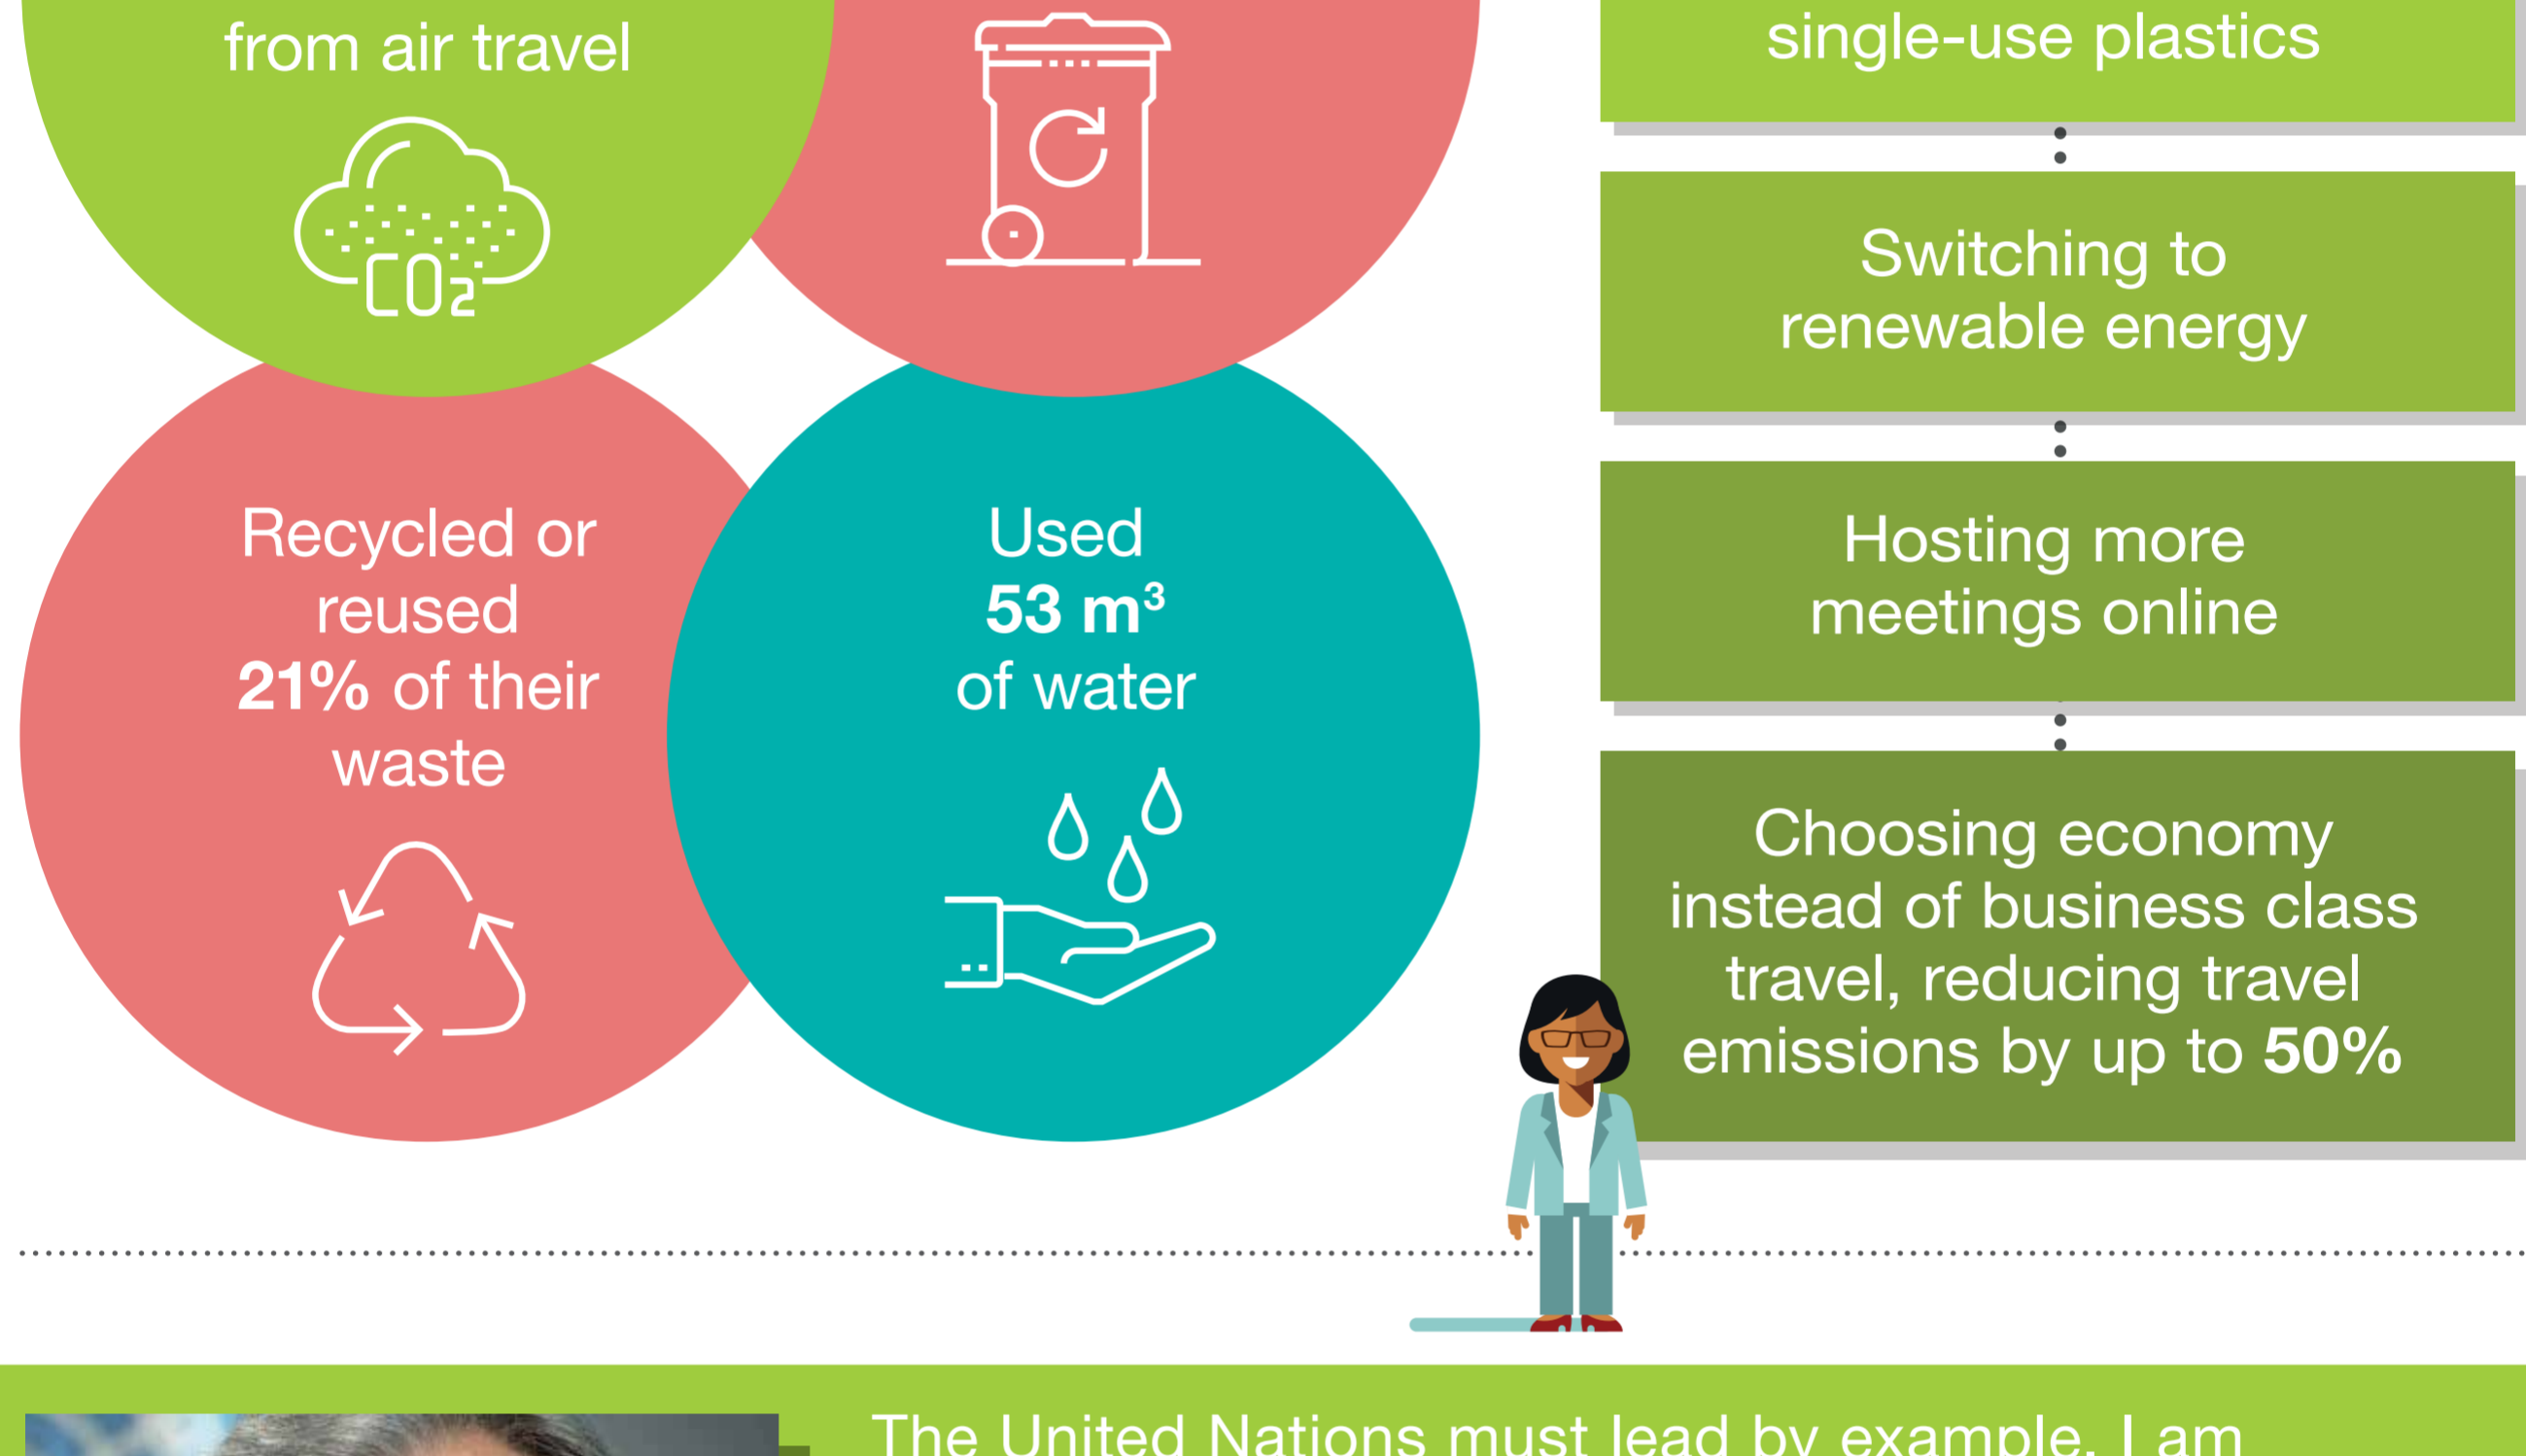 from air travel
CO2
Recycled or
reused
21% of their
waste
Used
53 m³
of water
single-use plastics
Switching to
renewable energy
Hosting more
meetings online
Choosing economy
instead of business class
travel, reducing travel
emissions by up to 50%
The United Nations must lead by example. I am